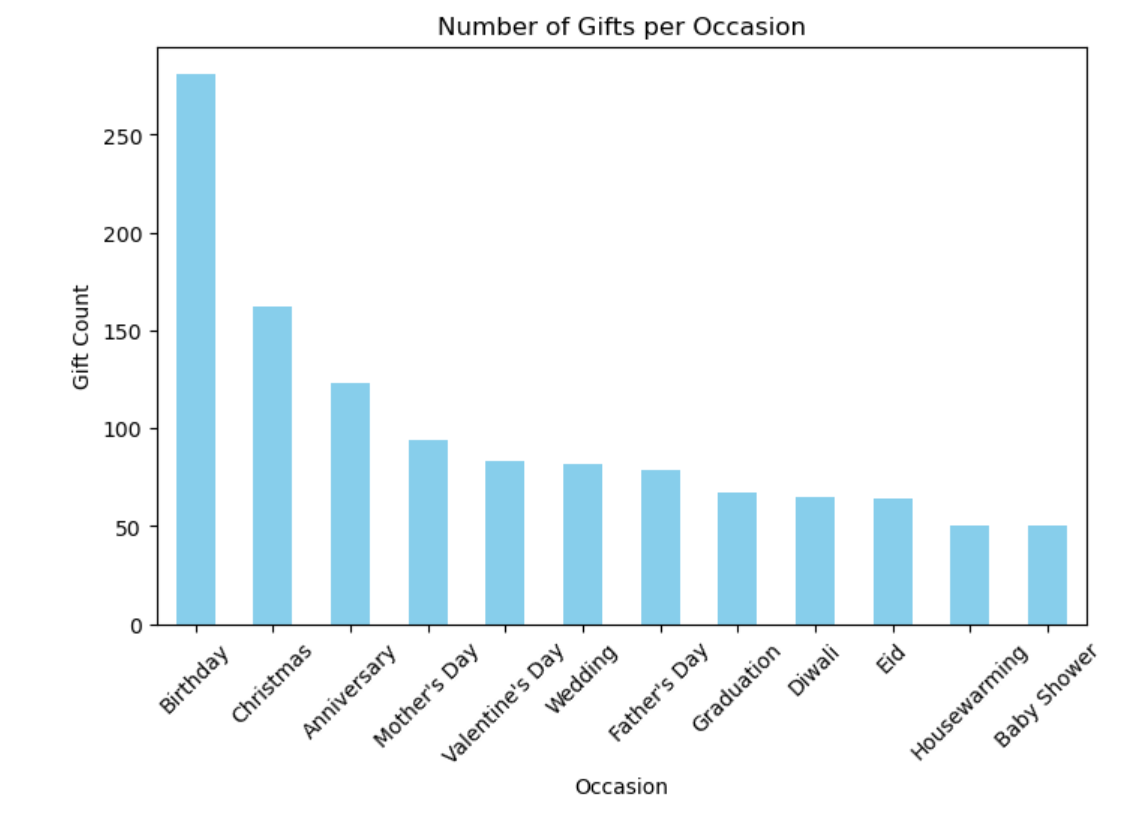 Number of Gifts per Occasion
Gift Count
250
200
150
100
50
0
Birthday
Christmas
Anniversary
Mother's Day
Valentine's Day
Wedding
Father's Day
Graduation
Diwali
Eid
Housewarming
Baby Shower
Occasion